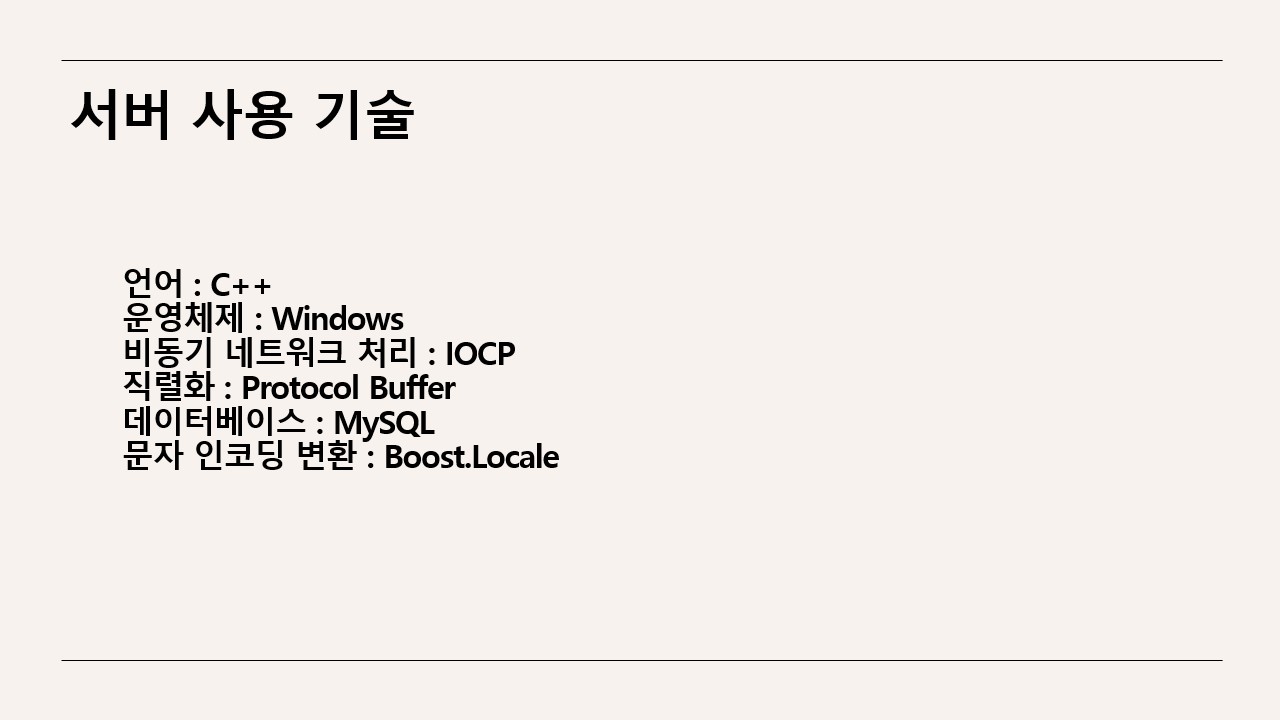 서버 사용 기술
언어 : C++
운영체제 : Windows
비동기 네트워크 처리 : IOCP
직렬화 : Protocol Buffer
데이터베이스 : MySQL
문자 인코딩 변환 : Boost.Locale